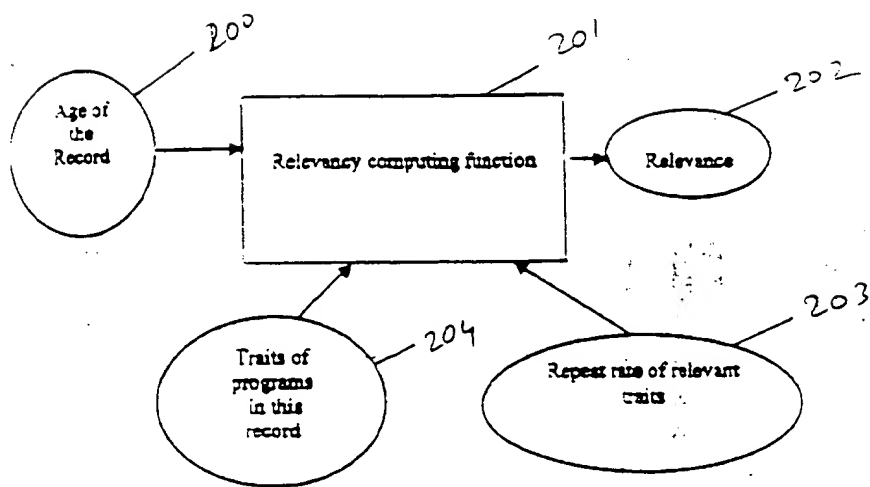 200
201
202
Age of
the
Record
Relevancy computing function
Relevance
203
204
Traits of
programs
in this
record
Repeat rate of relevant
traits